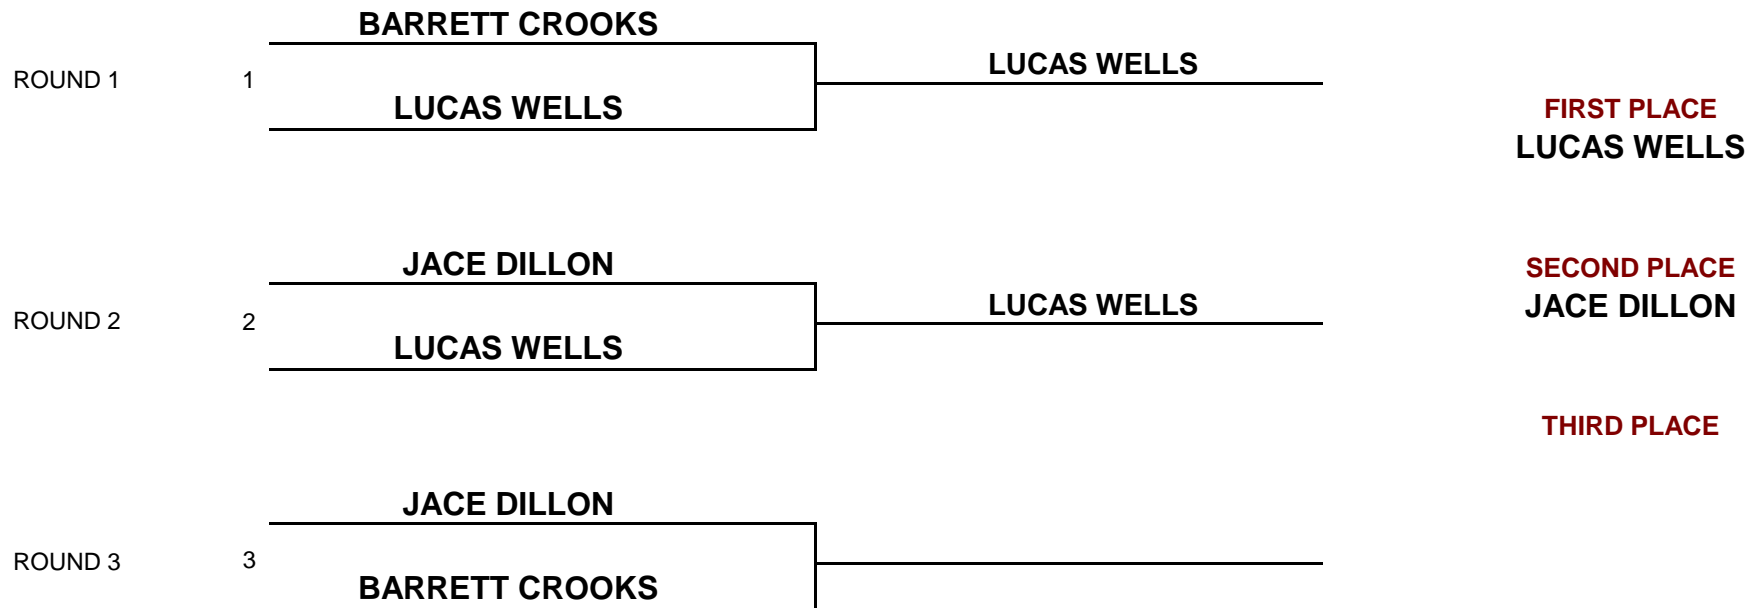 BARRETT CROOKS
ROUND 1
1
LUCAS WELLS
LUCAS WELLS
FIRST PLACE
LUCAS WELLS
JACE DILLON
ROUND 2
2
LUCAS WELLS
LUCAS WELLS
SECOND PLACE
JACE DILLON
THIRD PLACE
JACE DILLON
ROUND 3
3
BARRETT CROOKS